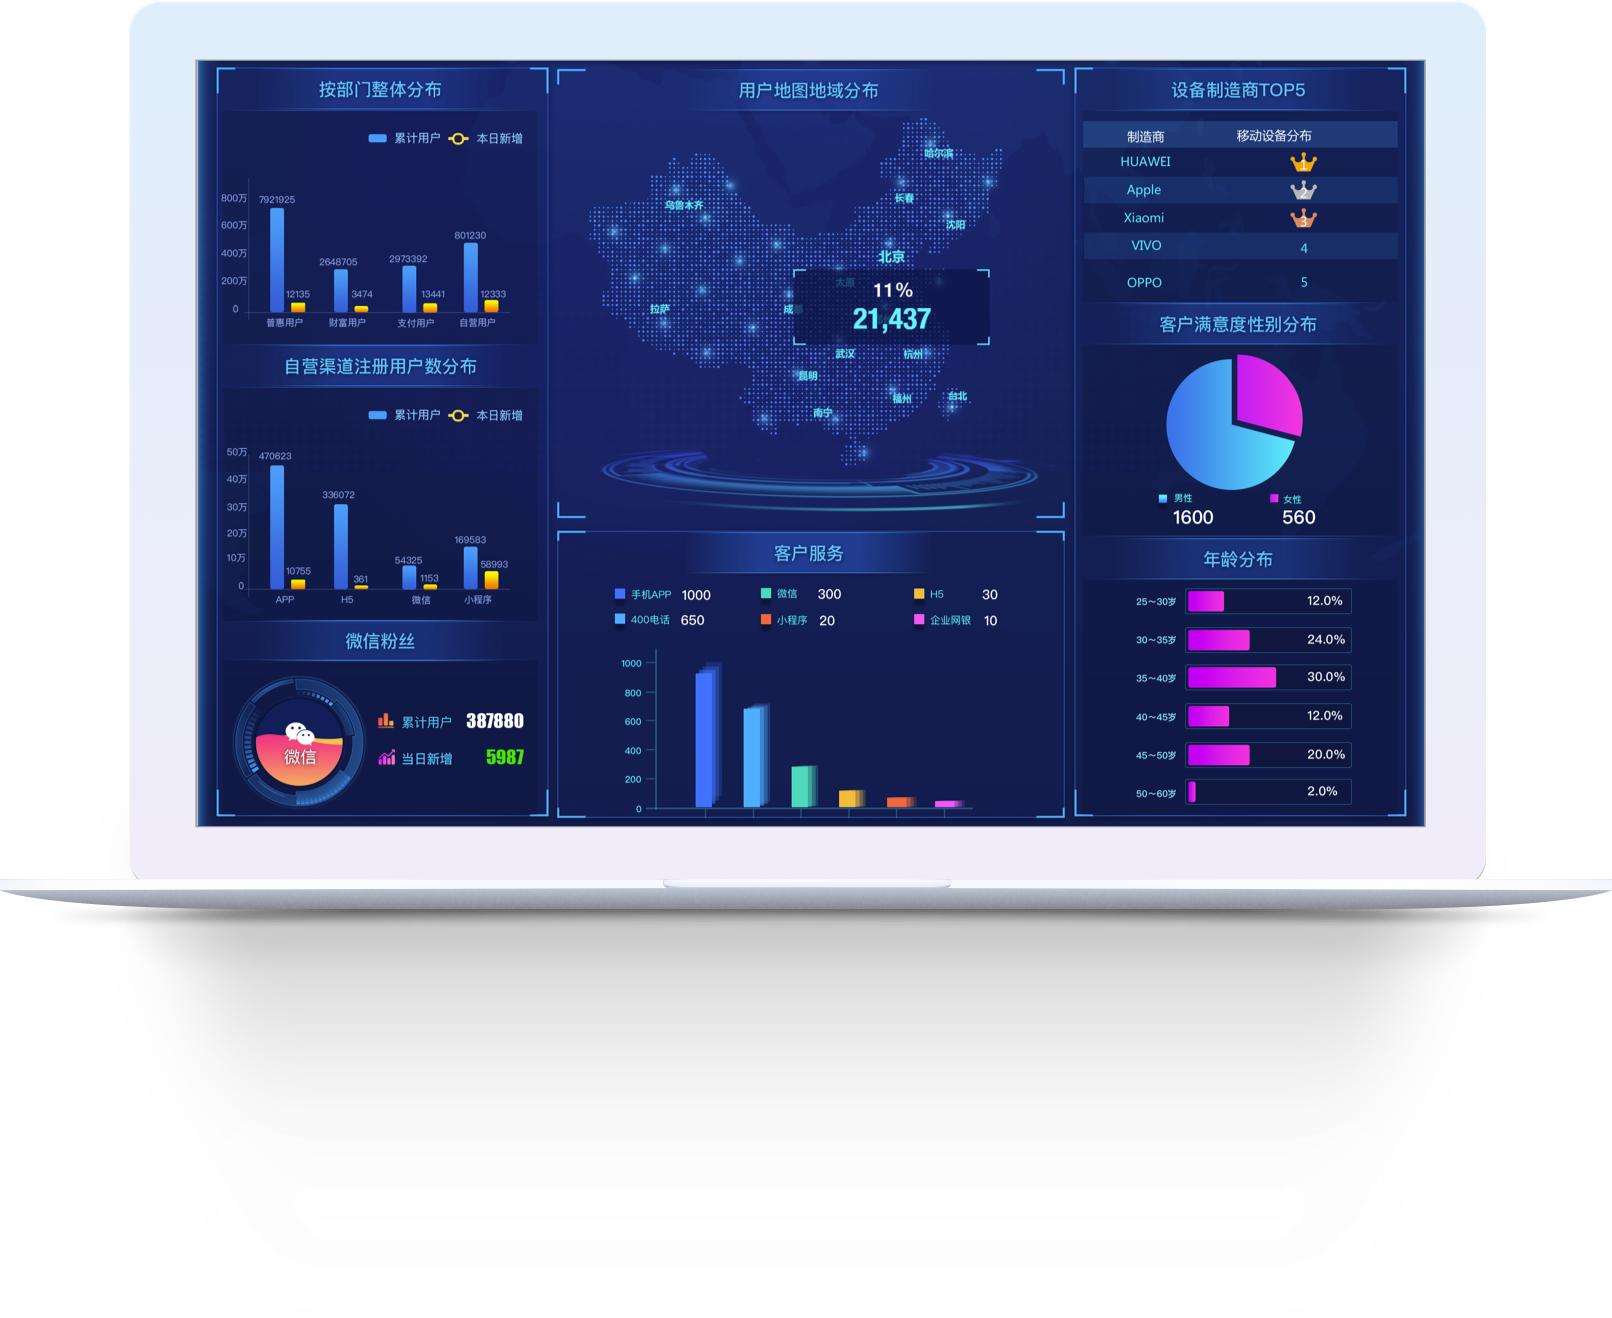 按部门整体分布
累计用户 本日新增
800万
600万
400万
200万
0
7921925
12135
2648705
3474
2973392
13441
801230
12333
普惠用户 财富用户 支付用户 自营用户
自营渠道注册用户数分布
累计用户 本日新增
50万
40万
30万
20万
10万
0
470623
10755
336072
361
54325
1153
169583
58993
APP H5 微信 小程序
微信粉丝
微信
累计用户 387880
当日新增 5987
用户地图地域分布
哈尔滨
长春
乌鲁木齐
沈阳
北京
太原
11%
21,437
拉萨
成
武汉
杭州
昆明
福州
台北
南宁
客户服务
手机APP 1000 微信 300 H5 30
400电话 650 小程序 20 企业网银 10
1000
800
600
400
200
0
设备制造商TOP5
制造商 移动设备分布
HUAWEI 1
Apple 2
Xiaomi 3
VIVO 4
OPPO 5
客户满意度性别分布
男性 女性
1600 560
年龄分布
25～30岁 12.0%
30～35岁 24.0%
35～40岁 30.0%
40～45岁 12.0%
45～50岁 20.0%
50～60岁 2.0%